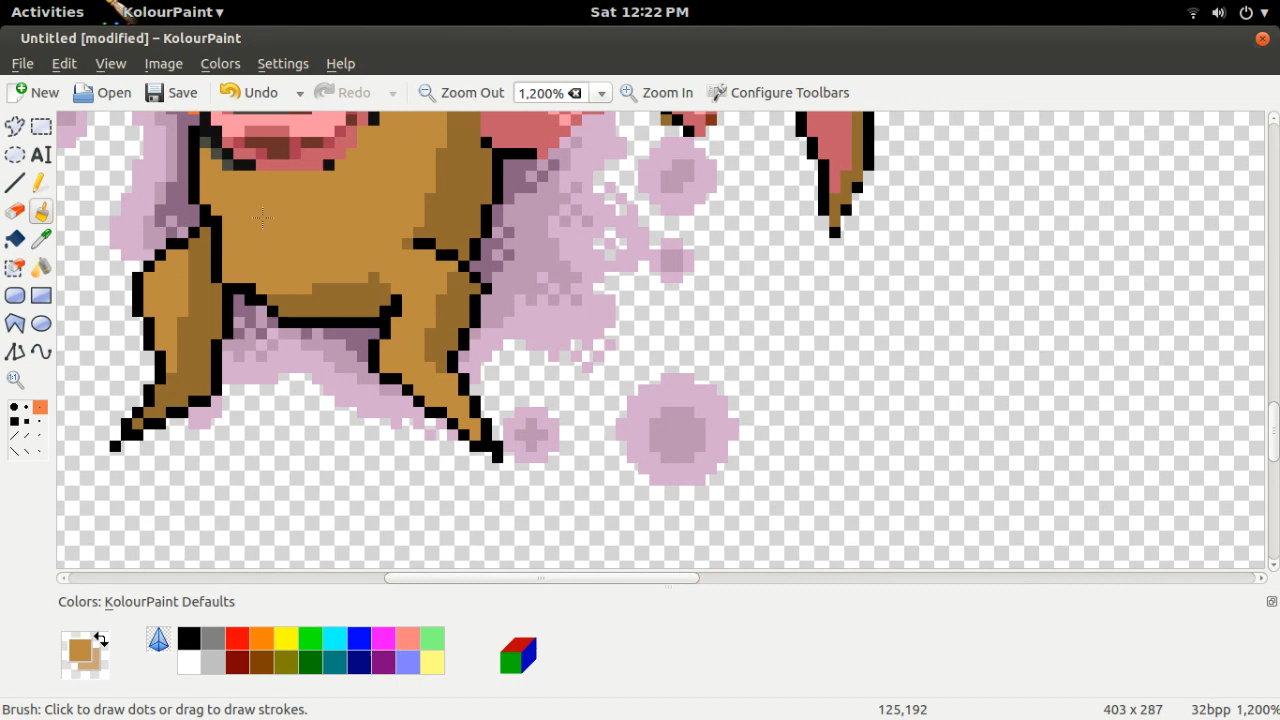 Activities KolourPaint ▾ Sat 12:22 PM
Untitled [modified] – KolourPaint
File Edit View Image Colors Settings Help
New Open Save Undo Redo Zoom Out 1,200% Zoom In Configure Toolbars
Colors: KolourPaint Defaults
Brush: Click to draw dots or drag to draw strokes. 125,192 403 x 287 32bpp 1,200%